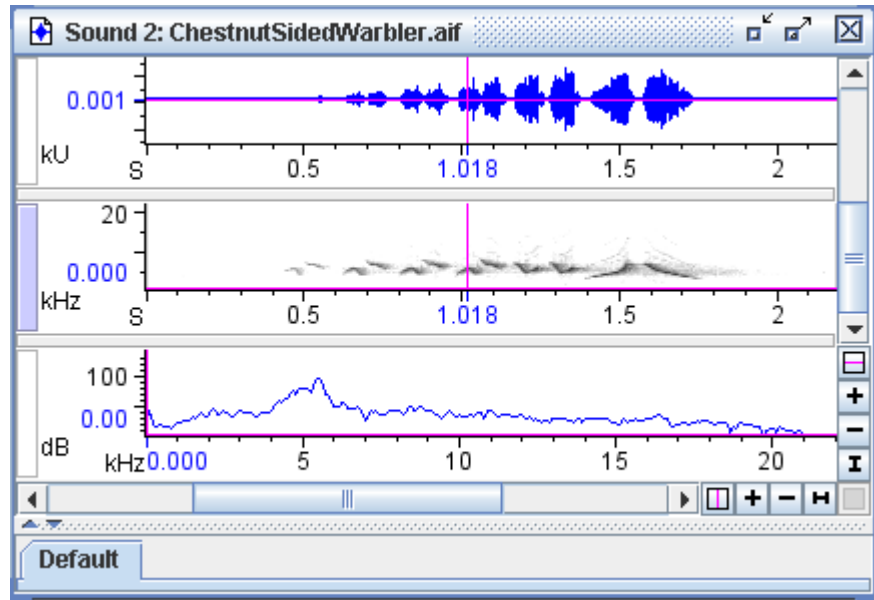 Sound 2: ChestnutSidedWarbler.aif
0.001
kU
S 0.5 1.018 1.5 2
20
0.000
kHz
S 0.5 1.018 1.5 2
100
0.00
dB
kHz 0.000 5 10 15 20
Default